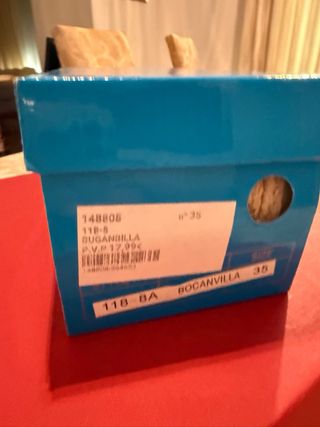 148808 nº 35
118-8
BUGANBILLA
P.V.P 17,99€
118-8A BOCANVILLA 35